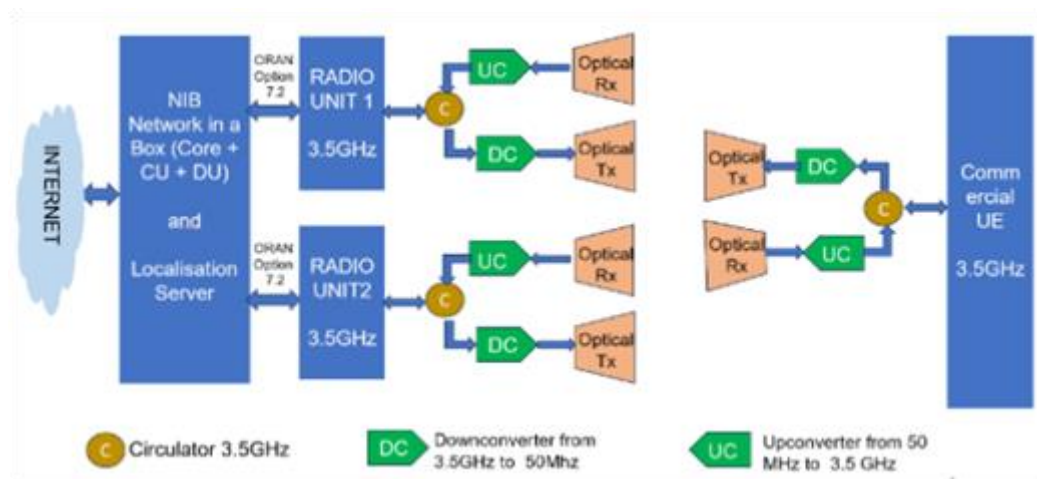 INTERNET
NIB
Network in a
Box (Core +
CU + DU)
and
Localisation
Server
ORAN
Option
7.2
RADIO
UNIT 1
3.5GHz
C
UC
Optical
Rx
DC
Optical
Tx
ORAN
Option
7.2
RADIO
UNIT2
3.5GHz
C
UC
Optical
Rx
DC
Optical
Tx
Optical
Tx
DC
Optical
Rx
UC
C
Comm
ercial
UE
3.5GHz
C
Circulator 3.5GHz
DC
Downconverter from
3.5GHz to 50Mhz
UC
Upconverter from 50
MHz to 3.5 GHz